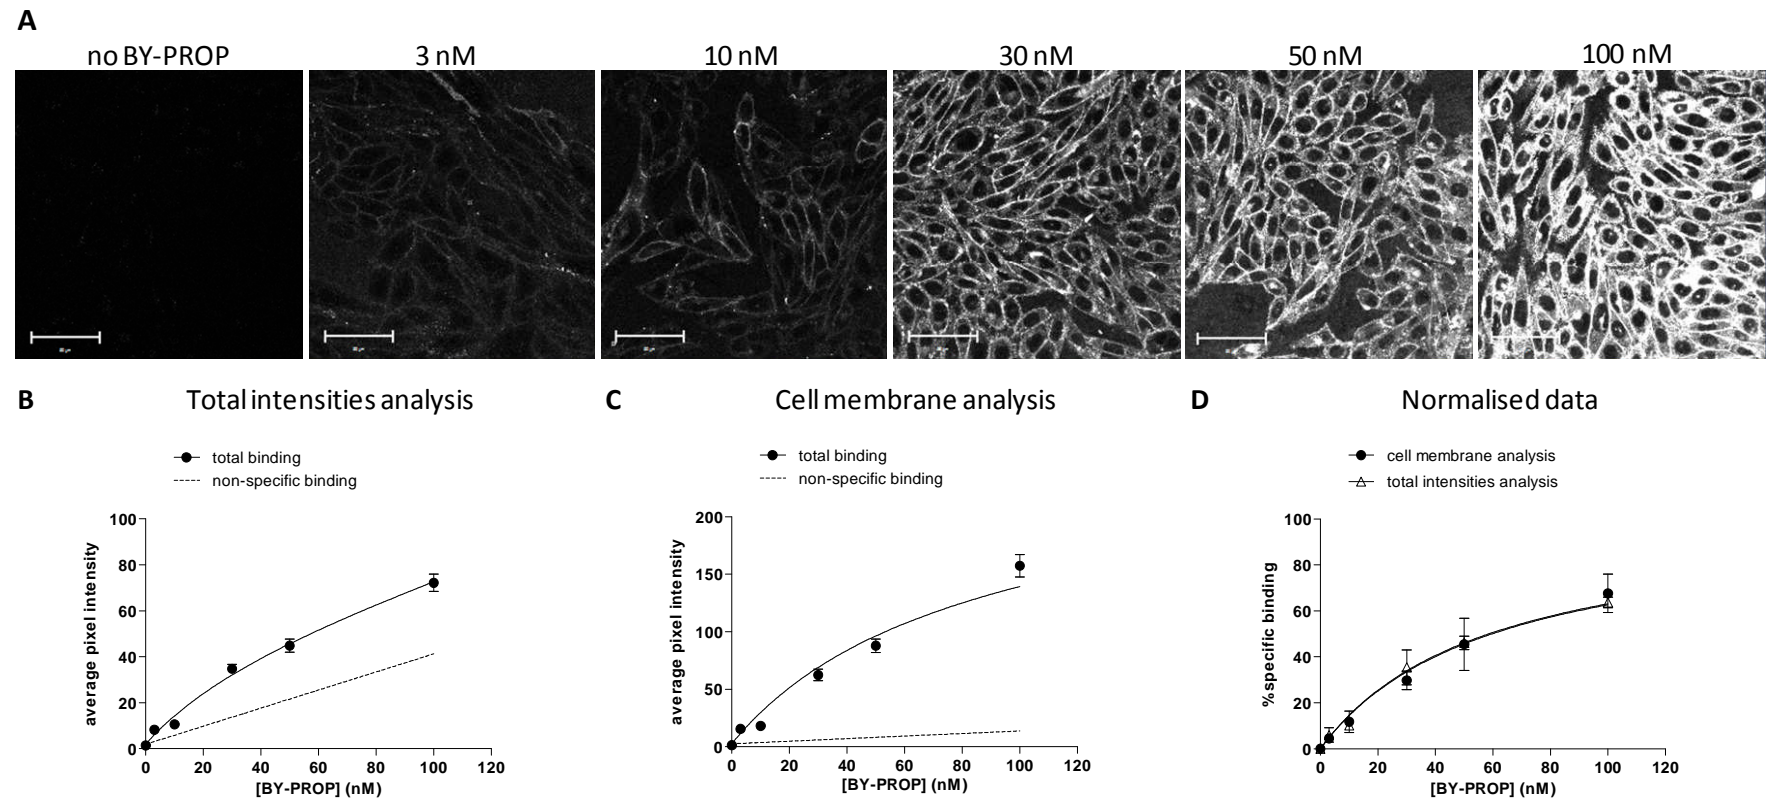 A
no BY-PROP 3 nM 10 nM 30 nM 50 nM 100 nM
B Total intensities analysis
total binding
non-specific binding
average pixel intensity
100
80
60
40
20
0
0 20 40 60 80 100 120
[BY-PROP] (nM)
C Cell membrane analysis
total binding
non-specific binding
average pixel intensity
200
150
100
50
0
0 20 40 60 80 100 120
[BY-PROP] (nM)
D Normalised data
cell membrane analysis
total intensities analysis
%specific binding
100
80
60
40
20
0
0 20 40 60 80 100 120
[BY-PROP] (nM)